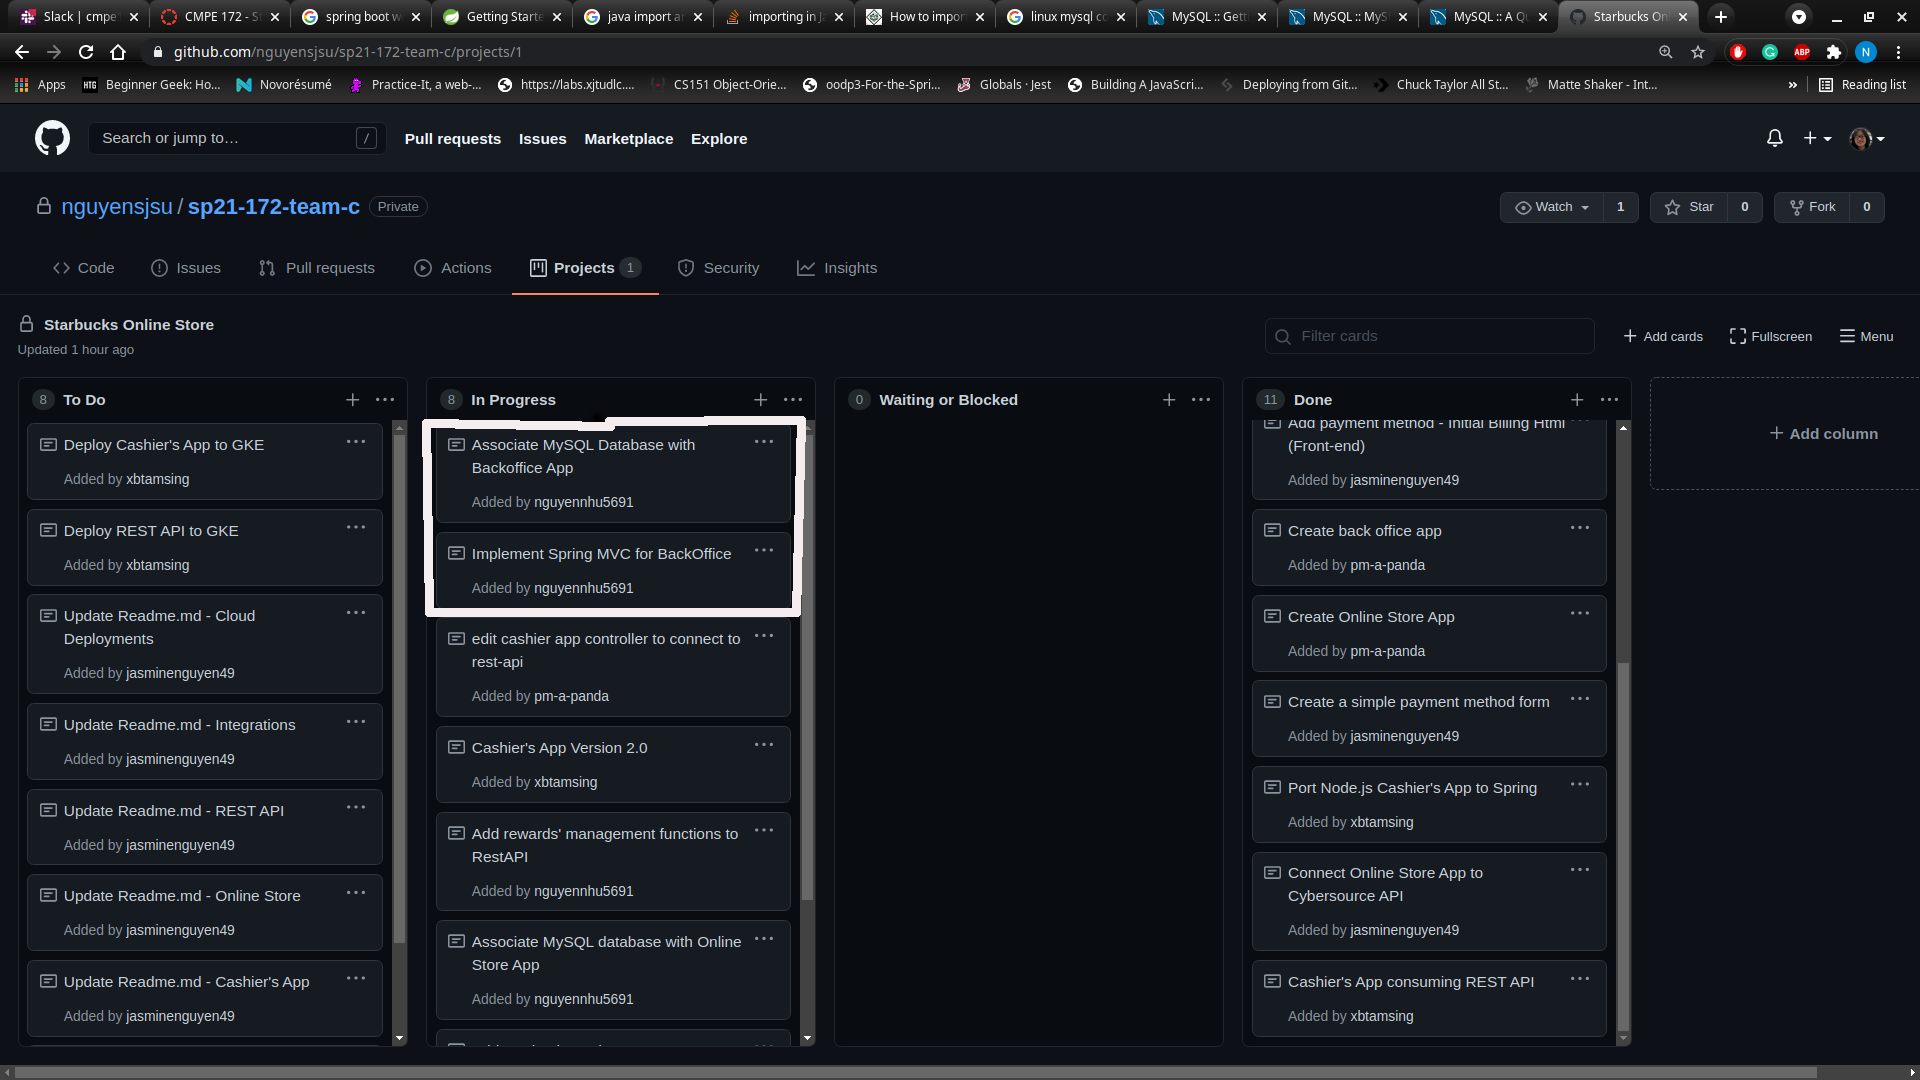 Slack | cmpe
CMPE 172 - S
spring boot w
Getting Starte
java import an
importing in Ja
How to impor
linux mysql co
MySQL :: Gett
MySQL :: MyS
MySQL :: A Qu
Starbucks Onl
github.com/nguyensjsu/sp21-172-team-c/projects/1
ABP
N
Apps
HTG
Beginner Geek: Ho...
Novorésumé
Practice-It, a web-...
https://labs.xjtudlc....
CS151 Object-Orie...
oodp3-For-the-Spri...
Globals · Jest
Building A JavaScri...
Deploying from Git...
Chuck Taylor All St...
Matte Shaker - Int...
»
Reading list
Search or jump to…
/
Pull requests
Issues
Marketplace
Explore
nguyensjsu / sp21-172-team-c
Private
Watch
1
Star
0
Fork
0
Code
Issues
Pull requests
Actions
Projects
1
Security
Insights
Starbucks Online Store
Updated 1 hour ago
Filter cards
Add cards
Fullscreen
Menu
8
To Do
Deploy Cashier's App to GKE
Added by xbtamsing
Deploy REST API to GKE
Added by xbtamsing
Update Readme.md - Cloud
Deployments
Added by jasminenguyen49
Update Readme.md - Integrations
Added by jasminenguyen49
Update Readme.md - REST API
Added by jasminenguyen49
Update Readme.md - Online Store
Added by jasminenguyen49
Update Readme.md - Cashier's App
Added by jasminenguyen49
8
In Progress
Associate MySQL Database with
Backoffice App
Added by nguyennhu5691
Implement Spring MVC for BackOffice
Added by nguyennhu5691
edit cashier app controller to connect to
rest-api
Added by pm-a-panda
Cashier's App Version 2.0
Added by xbtamsing
Add rewards' management functions to
RestAPI
Added by nguyennhu5691
Associate MySQL database with Online
Store App
Added by nguyennhu5691
0
Waiting or Blocked
11
Done
Add payment method - Initial Billing Html
(Front-end)
Added by jasminenguyen49
Create back office app
Added by pm-a-panda
Create Online Store App
Added by pm-a-panda
Create a simple payment method form
Added by jasminenguyen49
Port Node.js Cashier's App to Spring
Added by xbtamsing
Connect Online Store App to
Cybersource API
Added by jasminenguyen49
Cashier's App consuming REST API
Added by xbtamsing
Add column